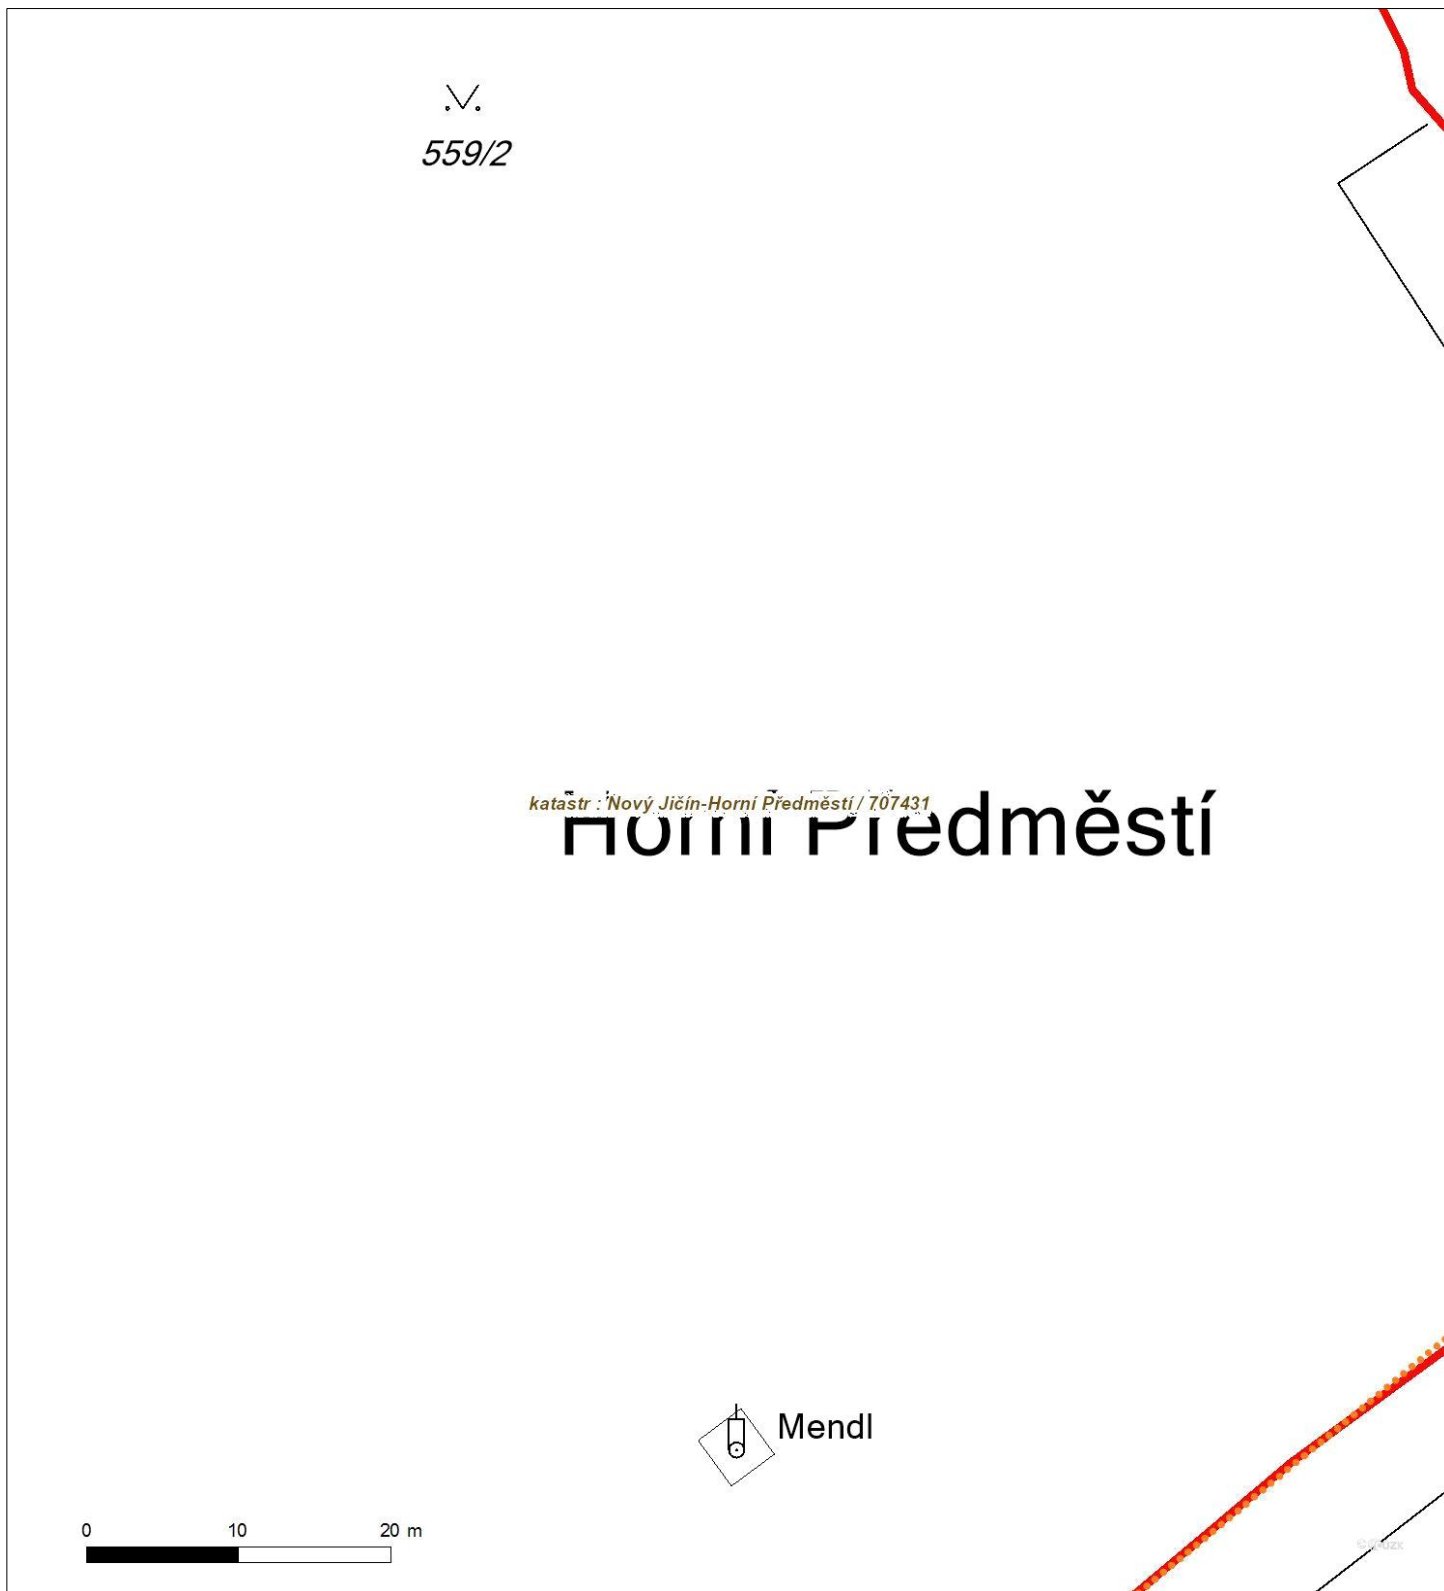 559/2
katastr : Nový Jičín-Horní Předměstí / 707431
Horní Předměstí
Mendl
0 10 20 m